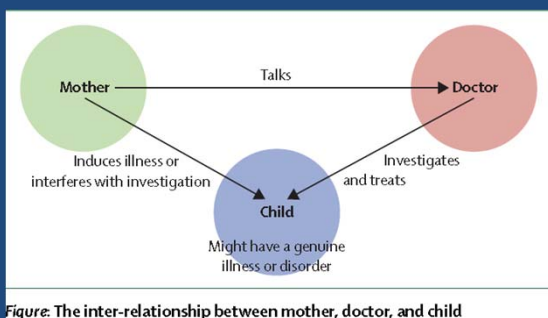 Talks
Mother
Doctor
Induces illness or
interferes with investigation
Investigates
and treats
Child
Might have a genuine
illness or disorder
Figure: The inter-relationship between mother, doctor, and child